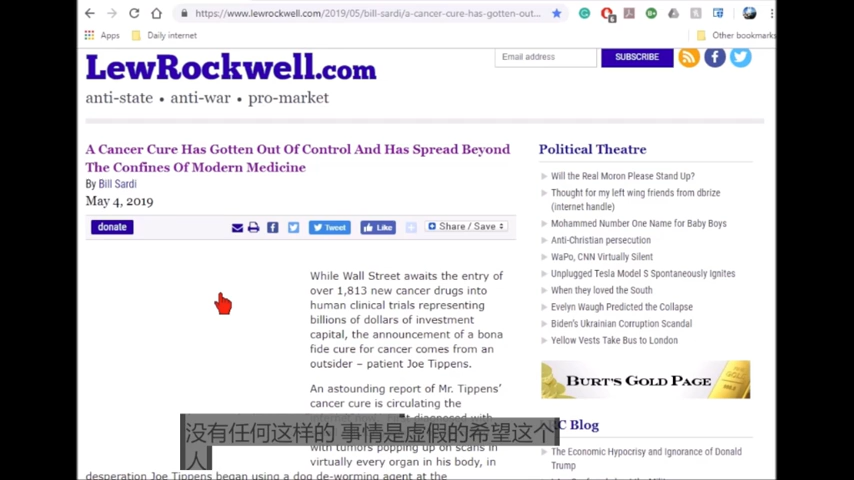 https://www.lewrockwell.com/2019/05/bill-sardi/a-cancer-cure-has-gotten-out...
Apps
Daily internet
Other bookmarks
LewRockwell.com
anti-state • anti-war • pro-market
Email address
SUBSCRIBE
A Cancer Cure Has Gotten Out Of Control And Has Spread Beyond
The Confines Of Modern Medicine
By Bill Sardi
May 4, 2019
donate
Tweet
Like
Share / Save
While Wall Street awaits the entry of
over 1,813 new cancer drugs into
human clinical trials representing
billions of dollars of investment
capital, the announcement of a bona
fide cure for cancer comes from an
outsider – patient Joe Tippens.
An astounding report of Mr. Tippens’
cancer cure is circulating the
with tumors popping up on scans in
virtually every organ in his body, in
desperation Joe Tippens began using a dog de-worming agent at the
没有任何这样的 事情是虚假的希望这个
人
Political Theatre
Will the Real Moron Please Stand Up?
Thought for my left wing friends from dbrize
(internet handle)
Mohammed Number One Name for Baby Boys
Anti-Christian persecution
WaPo, CNN Virtually Silent
Unplugged Tesla Model S Spontaneously Ignites
When they loved the South
Evelyn Waugh Predicted the Collapse
Biden's Ukrainian Corruption Scandal
Yellow Vests Take Bus to London
BURT'S GOLD PAGE
C Blog
The Economic Hypocrisy and Ignorance of Donald
Trump